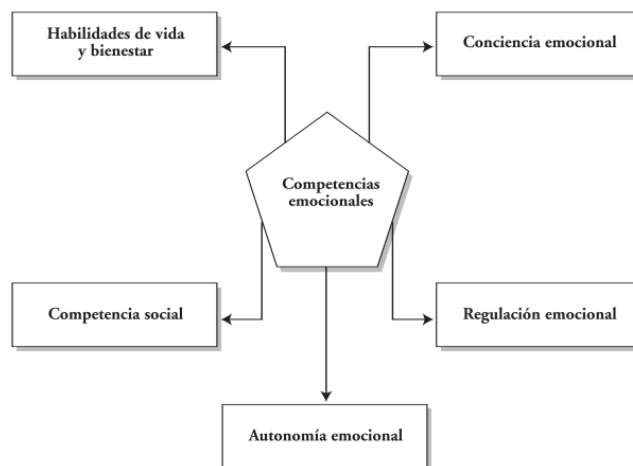 Habilidades de vida
y bienestar
Conciencia emocional
Competencias
emocionales
Competencia social
Regulación emocional
Autonomía emocional